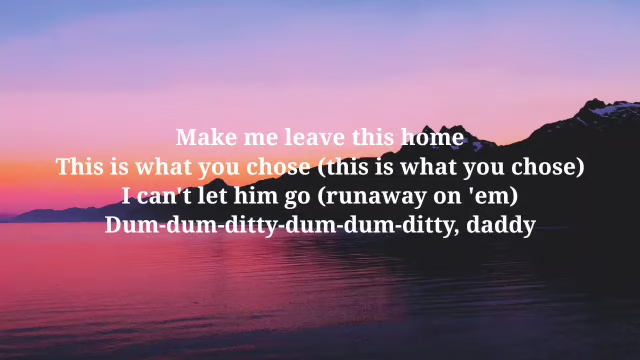 Make me leave this home
This is what you chose (this is what you chose)
I can't let him go (runaway on 'em)
Dum-dum-ditty-dum-dum-ditty, daddy